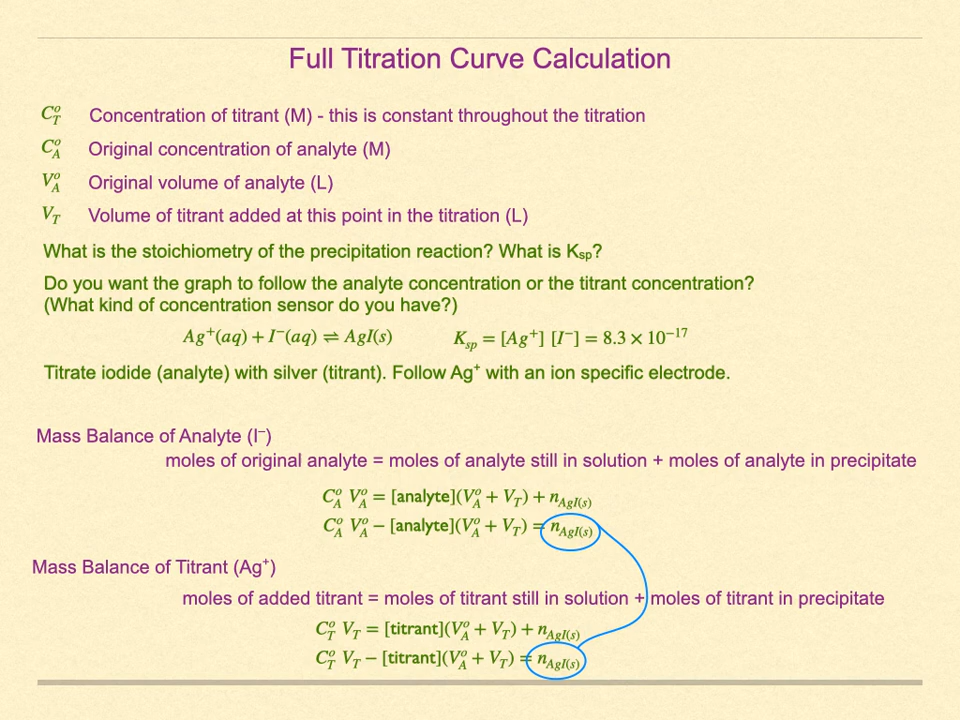 Full Titration Curve Calculation
C_T^o Concentration of titrant (M) - this is constant throughout the titration
C_A^o Original concentration of analyte (M)
V_A^o Original volume of analyte (L)
V_T Volume of titrant added at this point in the titration (L)
What is the stoichiometry of the precipitation reaction? What is K_sp?
Do you want the graph to follow the analyte concentration or the titrant concentration?
(What kind of concentration sensor do you have?)
Ag⁺(aq) + I⁻(aq) ⇌ AgI(s) K_sp = [Ag⁺] [I⁻] = 8.3 × 10⁻¹⁷
Titrate iodide (analyte) with silver (titrant). Follow Ag⁺ with an ion specific electrode.
Mass Balance of Analyte (I⁻)
moles of original analyte = moles of analyte still in solution + moles of analyte in precipitate
C_A^o V_A^o = [analyte](V_A^o + V_T) + n_AgI(s)
C_A^o V_A^o − [analyte](V_A^o + V_T) = n_AgI(s)
Mass Balance of Titrant (Ag⁺)
moles of added titrant = moles of titrant still in solution + moles of titrant in precipitate
C_T^o V_T = [titrant](V_A^o + V_T) + n_AgI(s)
C_T^o V_T − [titrant](V_A^o + V_T) = n_AgI(s)